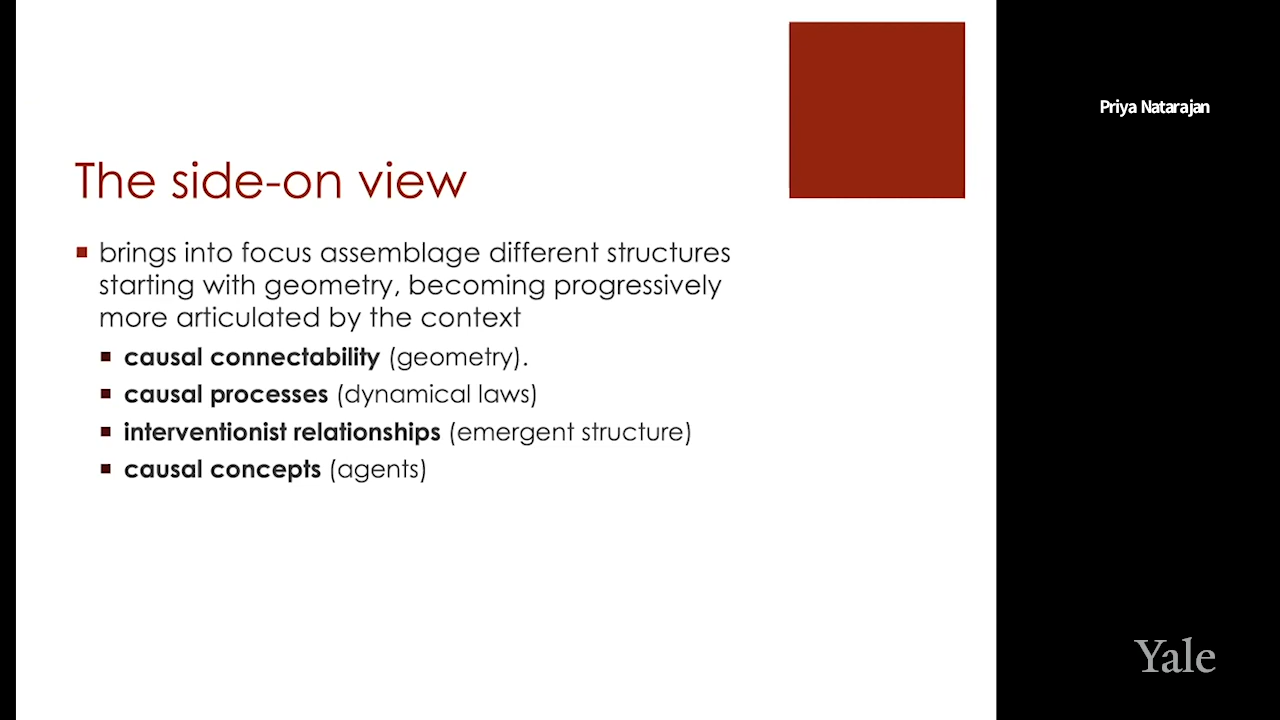 The side-on view
brings into focus assemblage different structures
starting with geometry, becoming progressively
more articulated by the context
causal connectability (geometry).
causal processes (dynamical laws)
interventionist relationships (emergent structure)
causal concepts (agents)
Priya Natarajan
Yale